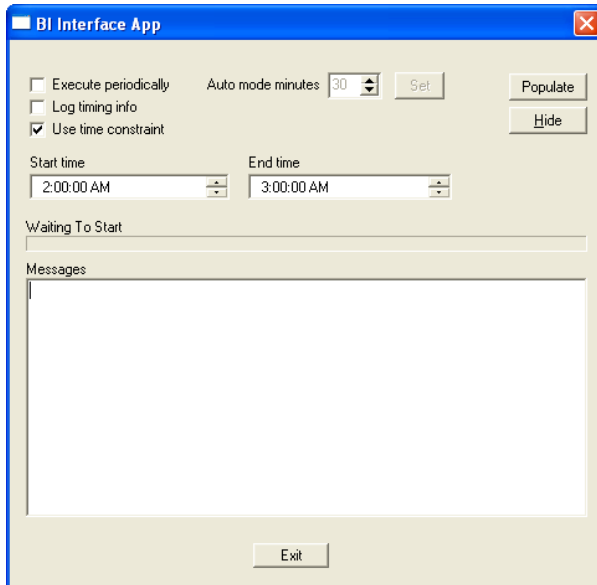 BI Interface App
Execute periodically Auto mode minutes 30 Set Populate
Log timing info
Use time constraint Hide
Start time End time
2:00:00 AM 3:00:00 AM
Waiting To Start
Messages
Exit